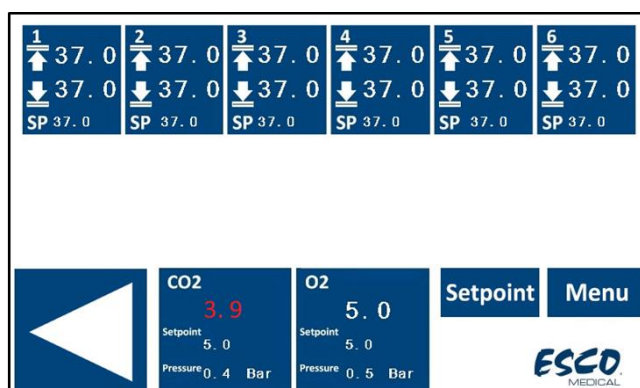 1 2 3 4 5 6
37. 0 37. 0 37. 0 37. 0 37. 0 37. 0
37. 0 37. 0 37. 0 37. 0 37. 0 37. 0
SP 37. 0 SP 37. 0 SP 37. 0 SP 37. 0 SP 37. 0 SP 37. 0
CO2
3. 9
Setpoint
5. 0
Pressure 0. 4 Bar
O2
5. 0
Setpoint
5. 0
Pressure 0. 5 Bar
Setpoint
Menu
ESCO
MEDICAL